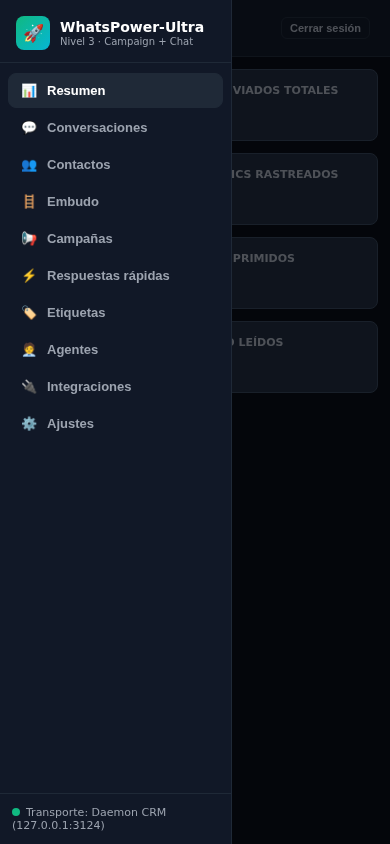 WhatsPower-Ultra
Nivel 3 · Campaign + Chat
Cerrar sesión
Resumen
VIADOS TOTALES
Conversaciones
Contactos
ICS RASTREADOS
Embudo
Campañas
PRIMIDOS
Respuestas rápidas
Etiquetas
Agentes
LEÍDOS
Integraciones
Ajustes
Transporte: Daemon CRM
(127.0.0.1:3124)